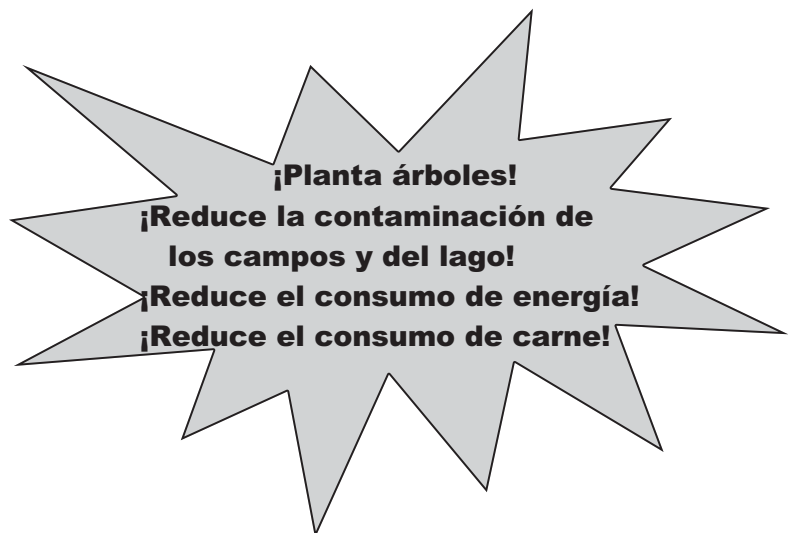 ¡Planta árboles!
¡Reduce la contaminación de
los campos y del lago!
¡Reduce el consumo de energía!
¡Reduce el consumo de carne!